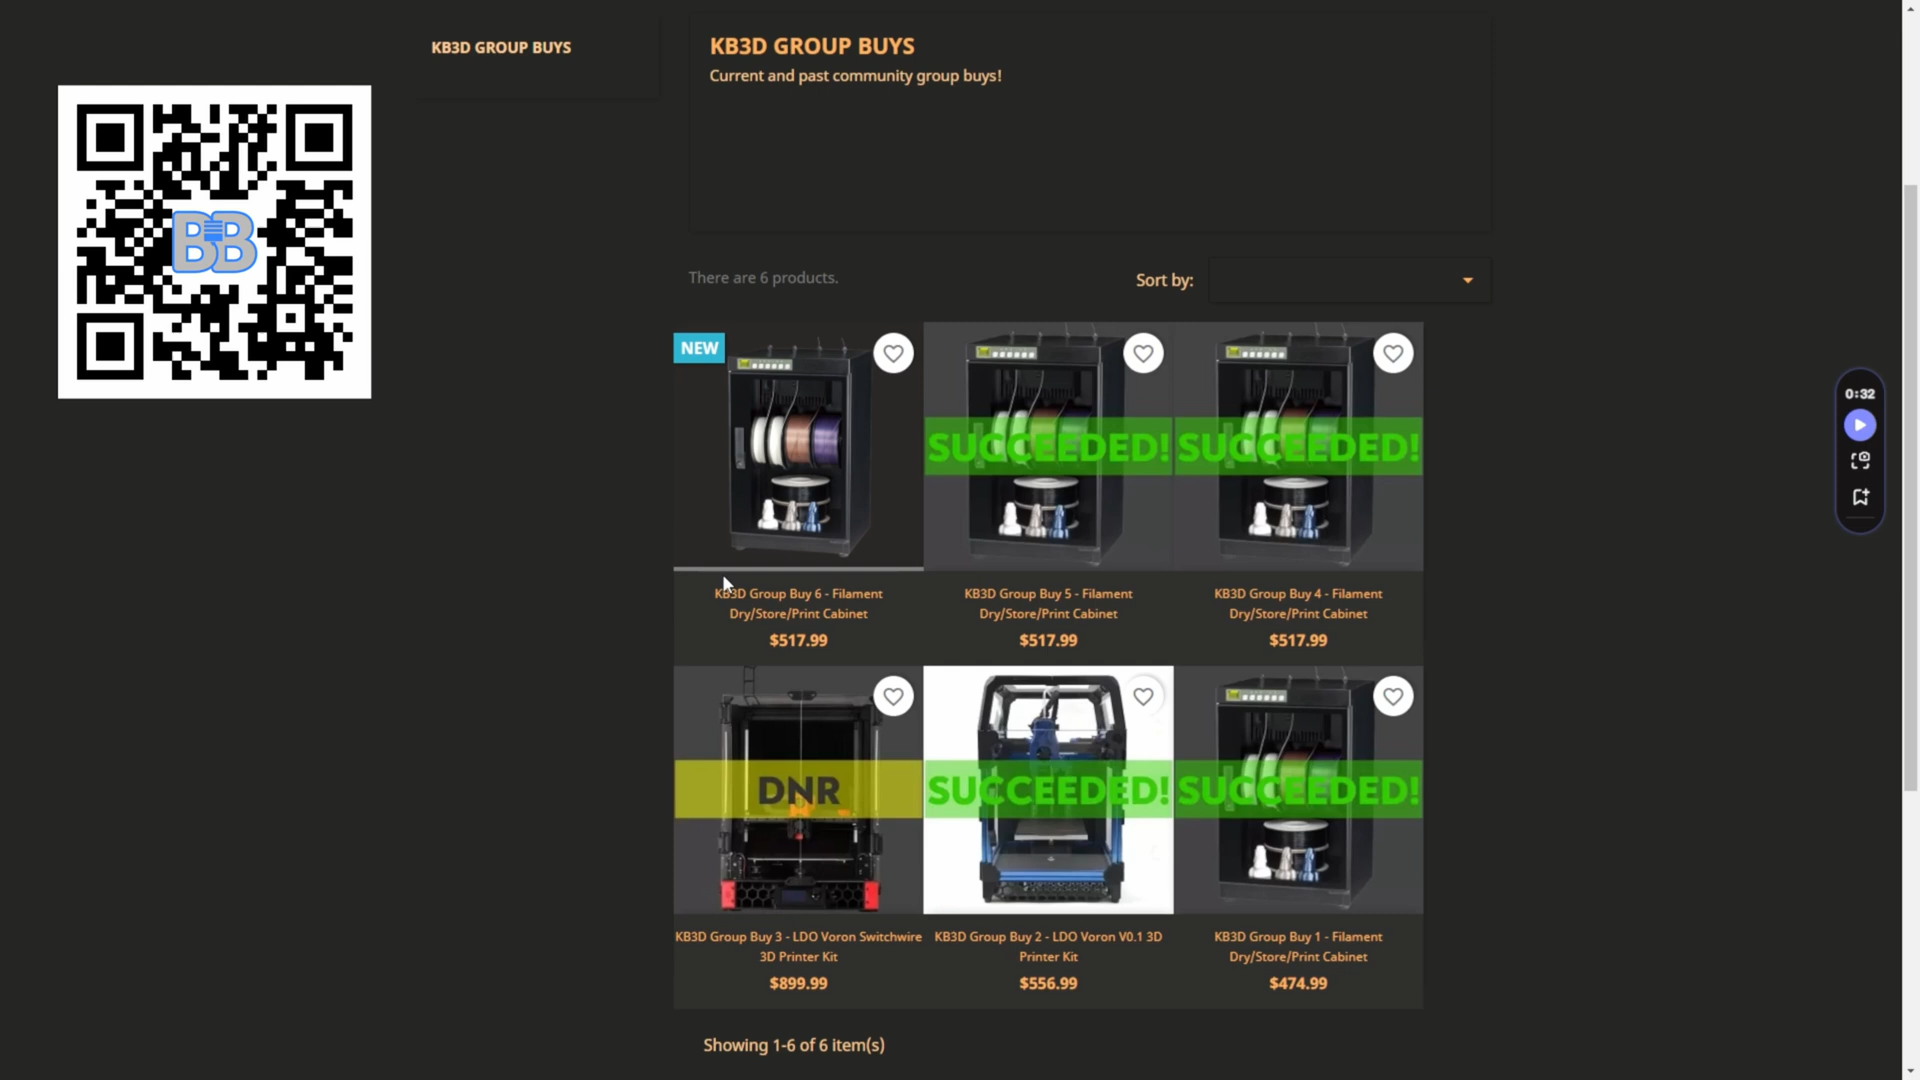 KB3D GROUP BUYS
KB3D GROUP BUYS
Current and past community group buys!
BB
There are 6 products.
Sort by:
NEW
SUCCEEDED!
SUCCEEDED!
0:32
KB3D Group Buy 6 - Filament
Dry/Store/Print Cabinet
$517.99
KB3D Group Buy 5 - Filament
Dry/Store/Print Cabinet
$517.99
KB3D Group Buy 4 - Filament
Dry/Store/Print Cabinet
$517.99
DNR
SUCCEEDED!
SUCCEEDED!
KB3D Group Buy 3 - LDO Voron Switchwire
3D Printer Kit
$899.99
KB3D Group Buy 2 - LDO Voron V0.1 3D
Printer Kit
$556.99
KB3D Group Buy 1 - Filament
Dry/Store/Print Cabinet
$474.99
Showing 1-6 of 6 item(s)